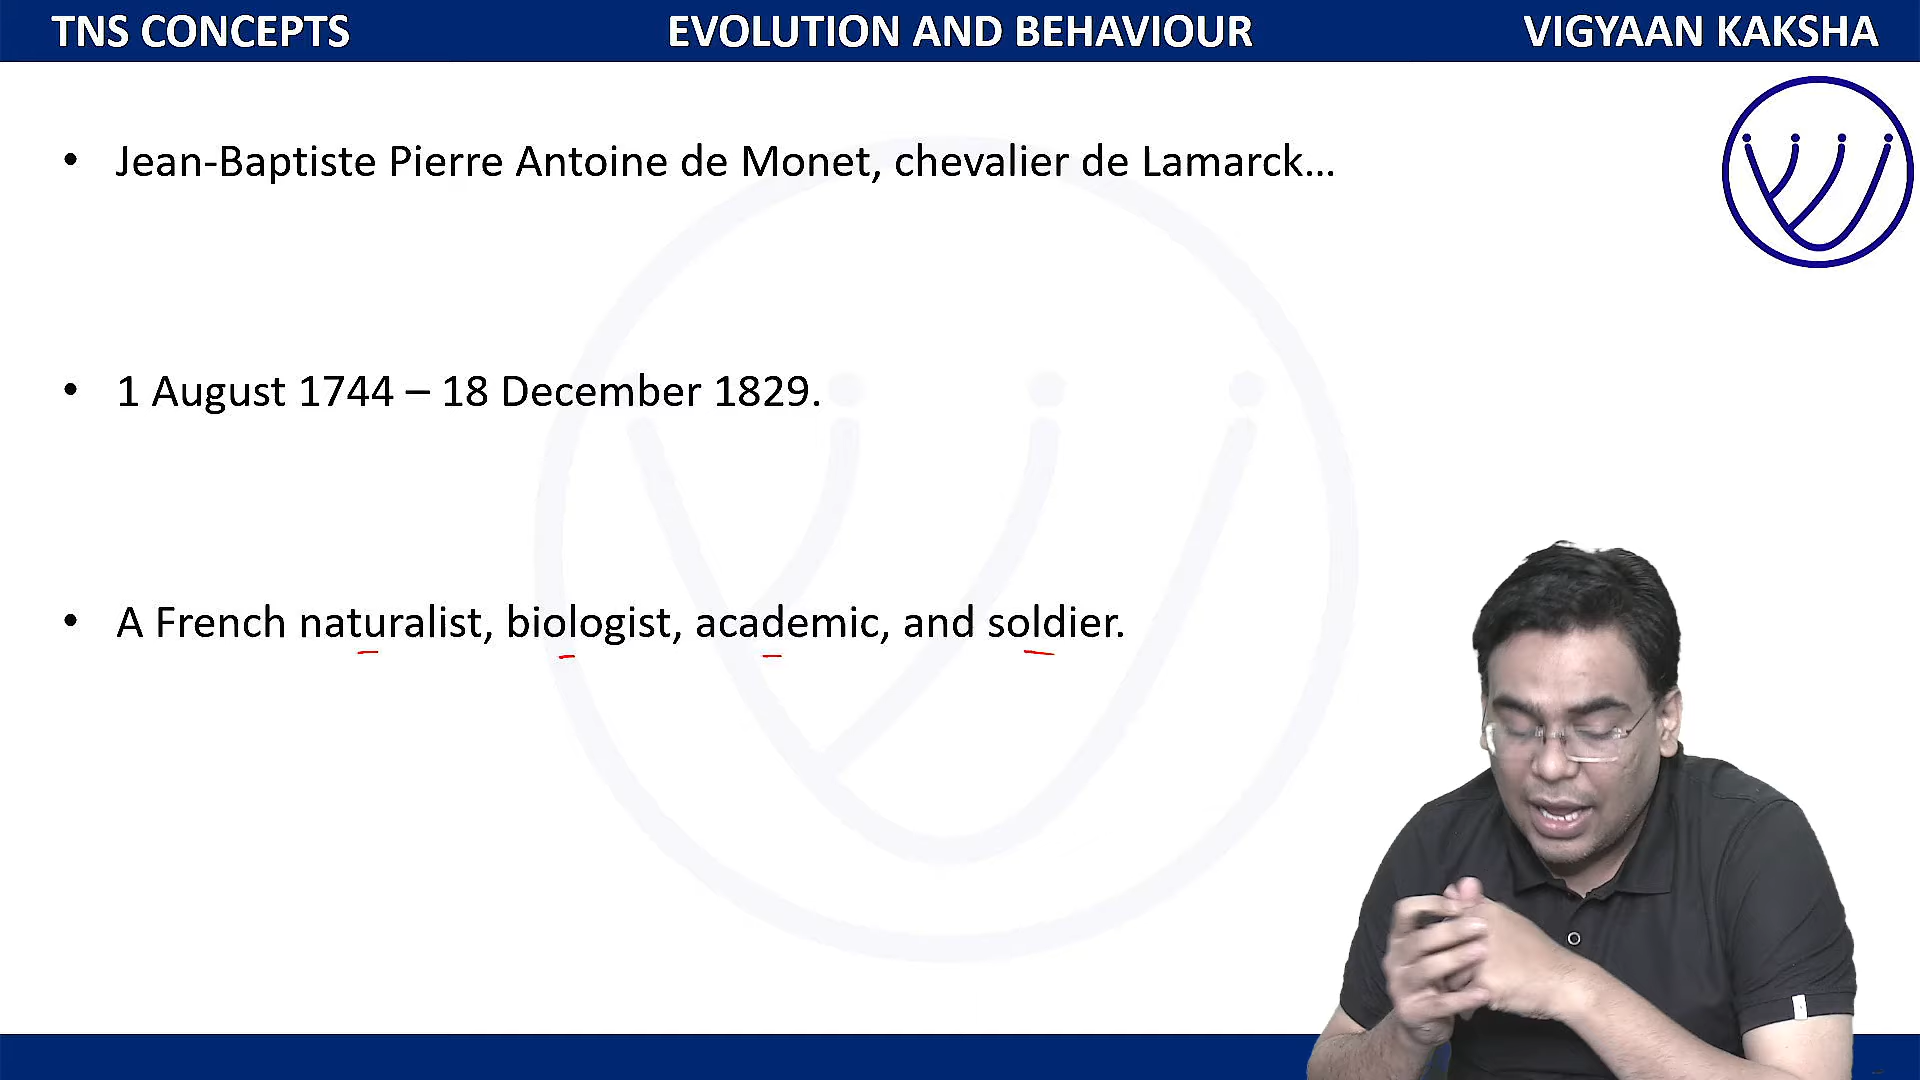 TNS CONCEPTS EVOLUTION AND BEHAVIOUR VIGYAAN KAKSHA
• Jean-Baptiste Pierre Antoine de Monet, chevalier de Lamarck...
• 1 August 1744 – 18 December 1829.
• A French naturalist, biologist, academic, and soldier.